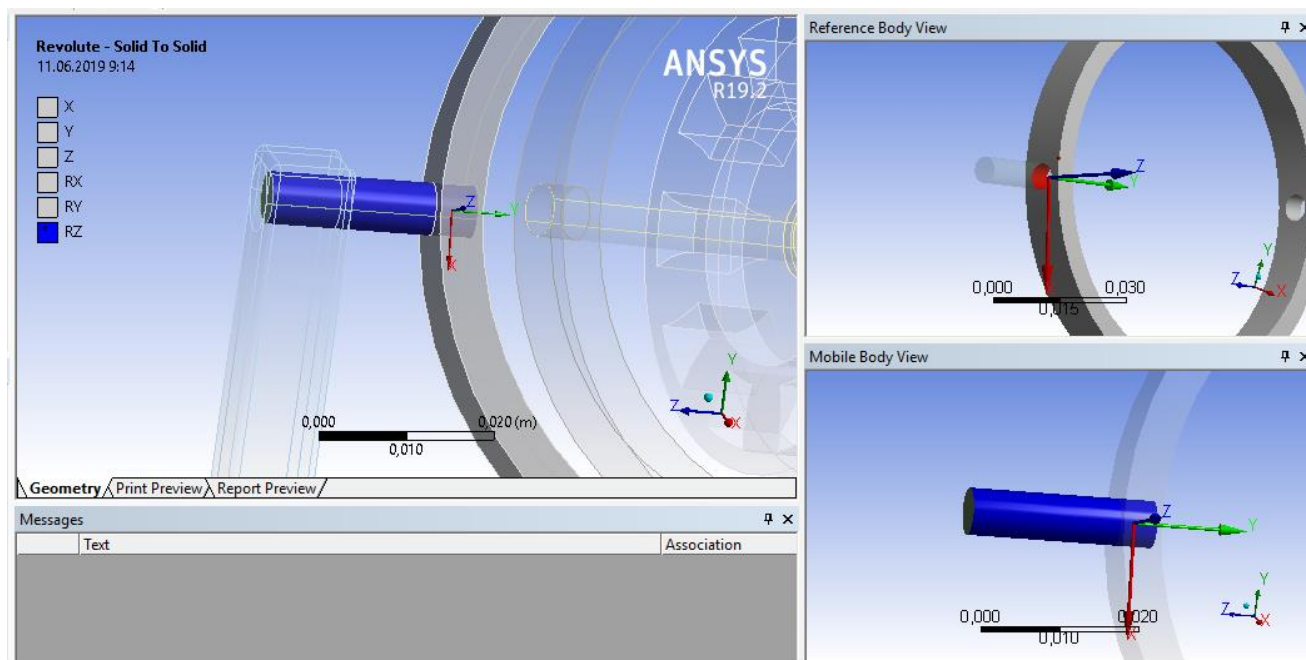 Revolute - Solid To Solid
11.06.2019 9:14
X
Y
Z
RX
RY
RZ
ANSYS
R19.2
Z
Y
X
0,000
0,020 (m)
0,010
Y
Z
X
Geometry Print Preview Report Preview
Messages
Text Association
Reference Body View
Z
Y
0,000 0,030
0,015
Y
Z
X
Mobile Body View
Z
Y
0,000 0,020
0,010
X
Y
Z
X